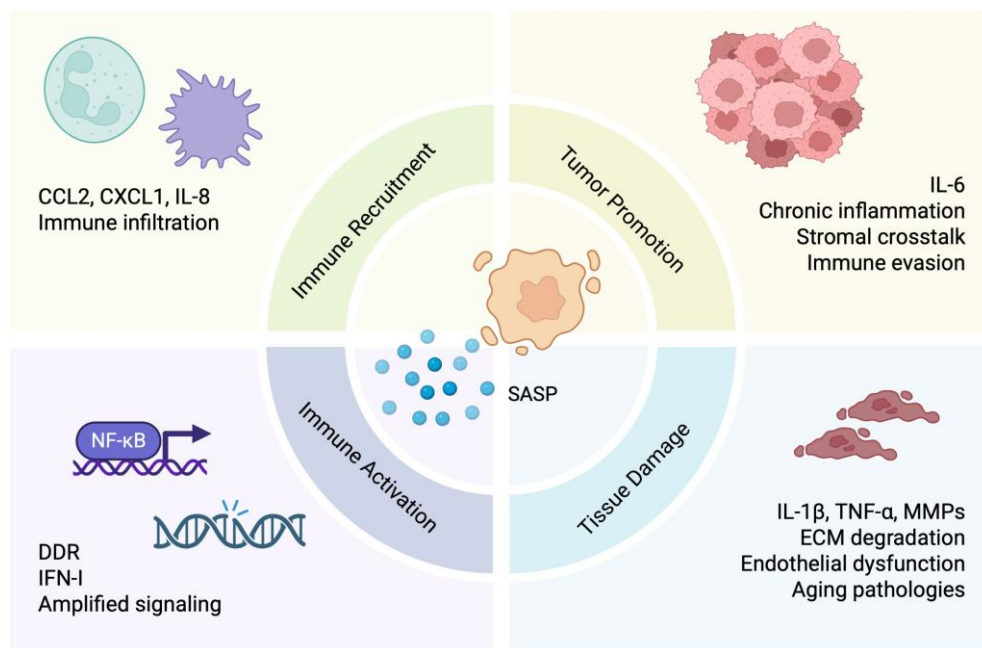 CCL2, CXCL1, IL-8
Immune infiltration
Immune Recruitment
Tumor Promotion
IL-6
Chronic inflammation
Stromal crosstalk
Immune evasion
SASP
NF-κB
DDR
IFN-I
Amplified signaling
Immune Activation
Tissue Damage
IL-1β, TNF-α, MMPs
ECM degradation
Endothelial dysfunction
Aging pathologies